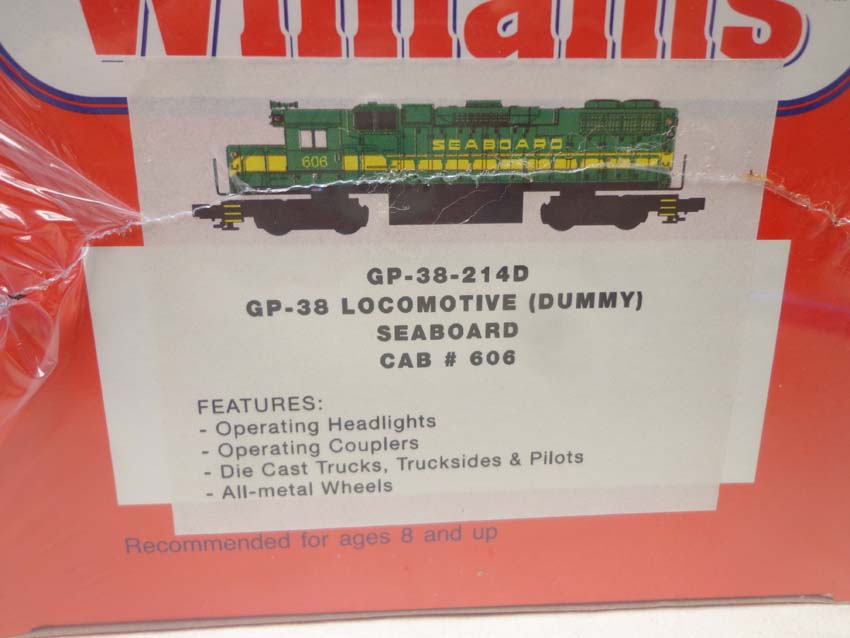 Williams
606 SEABOARD
GP-38-214D
GP-38 LOCOMOTIVE (DUMMY)
SEABOARD
CAB # 606
FEATURES:
- Operating Headlights
- Operating Couplers
- Die Cast Trucks, Trucksides & Pilots
- All-metal Wheels
Recommended for ages 8 and up